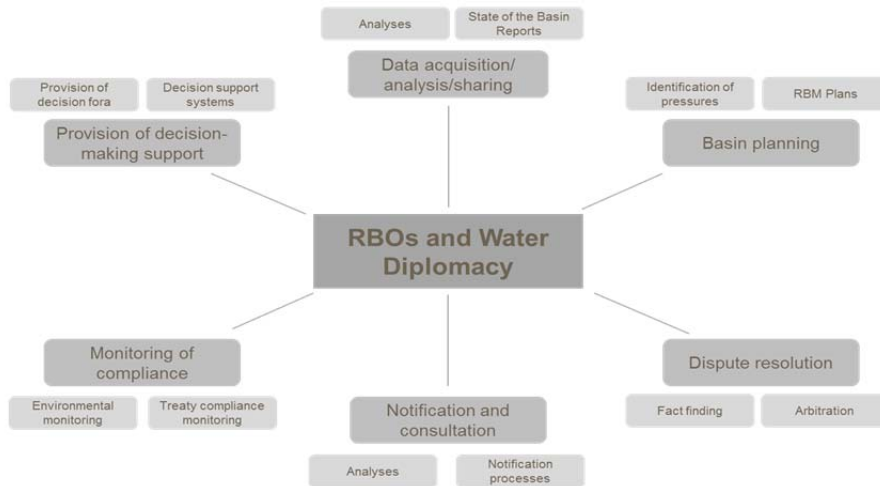 Analyses
State of the Basin
Reports
Data acquisition/
analysis/sharing
Provision of
decision fora
Decision support
systems
Provision of decision-
making support
Identification of
pressures
RBM Plans
Basin planning
RBOs and Water
Diplomacy
Monitoring of
compliance
Environmental
monitoring
Treaty compliance
monitoring
Notification and
consultation
Analyses
Notification
processes
Dispute resolution
Fact finding
Arbitration